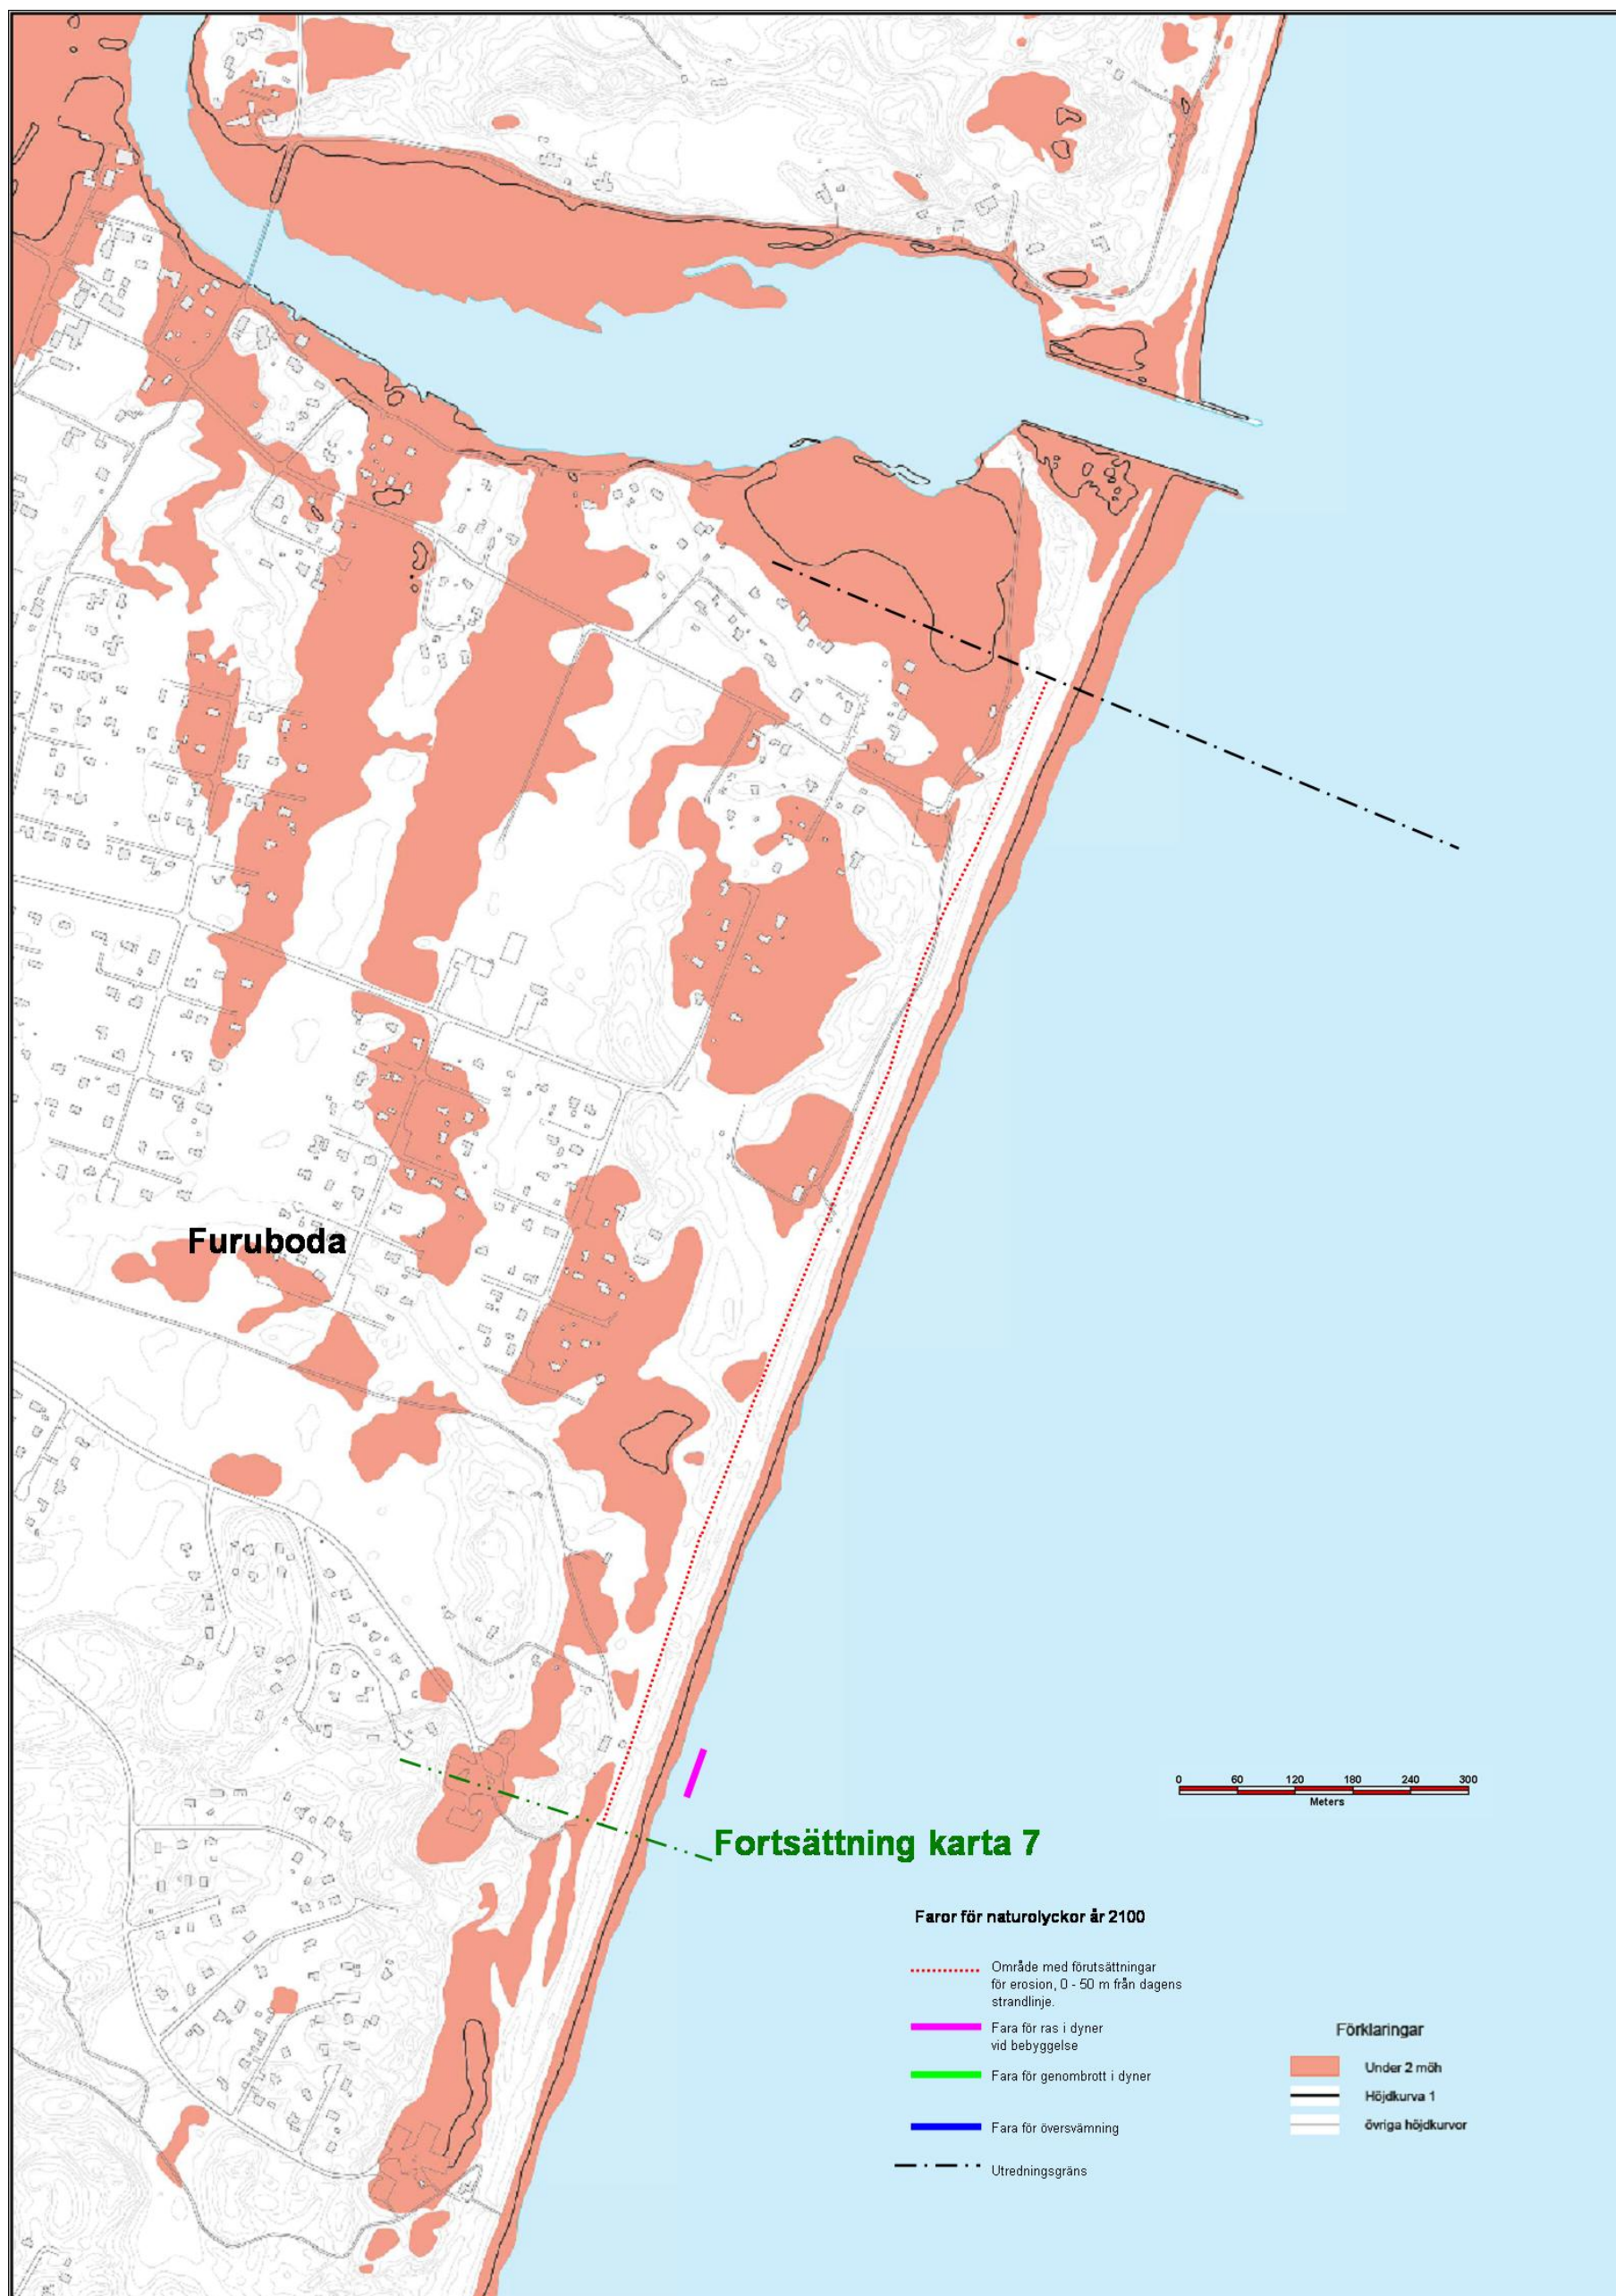 Furuboda
0 60 120 180 240 300
Meters
Fortsättning karta 7
Faror för naturolyckor år 2100
Område med förutsättningar
för erosion, 0 - 50 m från dagens
strandlinje.
Fara för ras i dyner
vid bebyggelse
Fara för genombrott i dyner
Fara för översvämning
Utredningsgräns
Förklaringar
Under 2 möh
Höjdkurva 1
övriga höjdkurvor